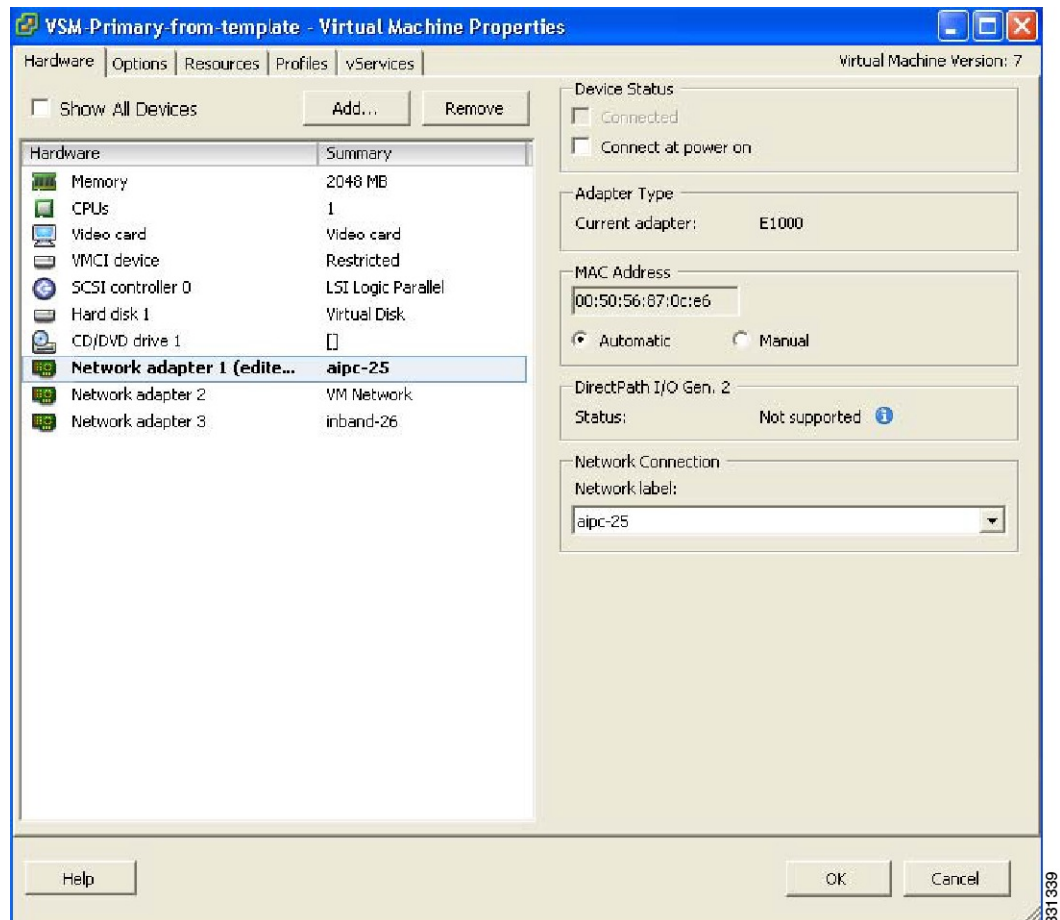 VSM-Primary-from-template - Virtual Machine Properties
Hardware Options Resources Profiles vServices Virtual Machine Version: 7
Show All Devices Add... Remove
Hardware Summary
Memory 2048 MB
CPUs 1
Video card Video card
VMCI device Restricted
SCSI controller 0 LSI Logic Parallel
Hard disk 1 Virtual Disk
CD/DVD drive 1 []
Network adapter 1 (edite... aipc-25
Network adapter 2 VM Network
Network adapter 3 inband-26
Device Status
Connected
Connect at power on
Adapter Type
Current adapter: E1000
MAC Address
00:50:56:87:0c:e6
Automatic Manual
DirectPath I/O Gen. 2
Status: Not supported
Network Connection
Network label:
aipc-25
Help OK Cancel
331339